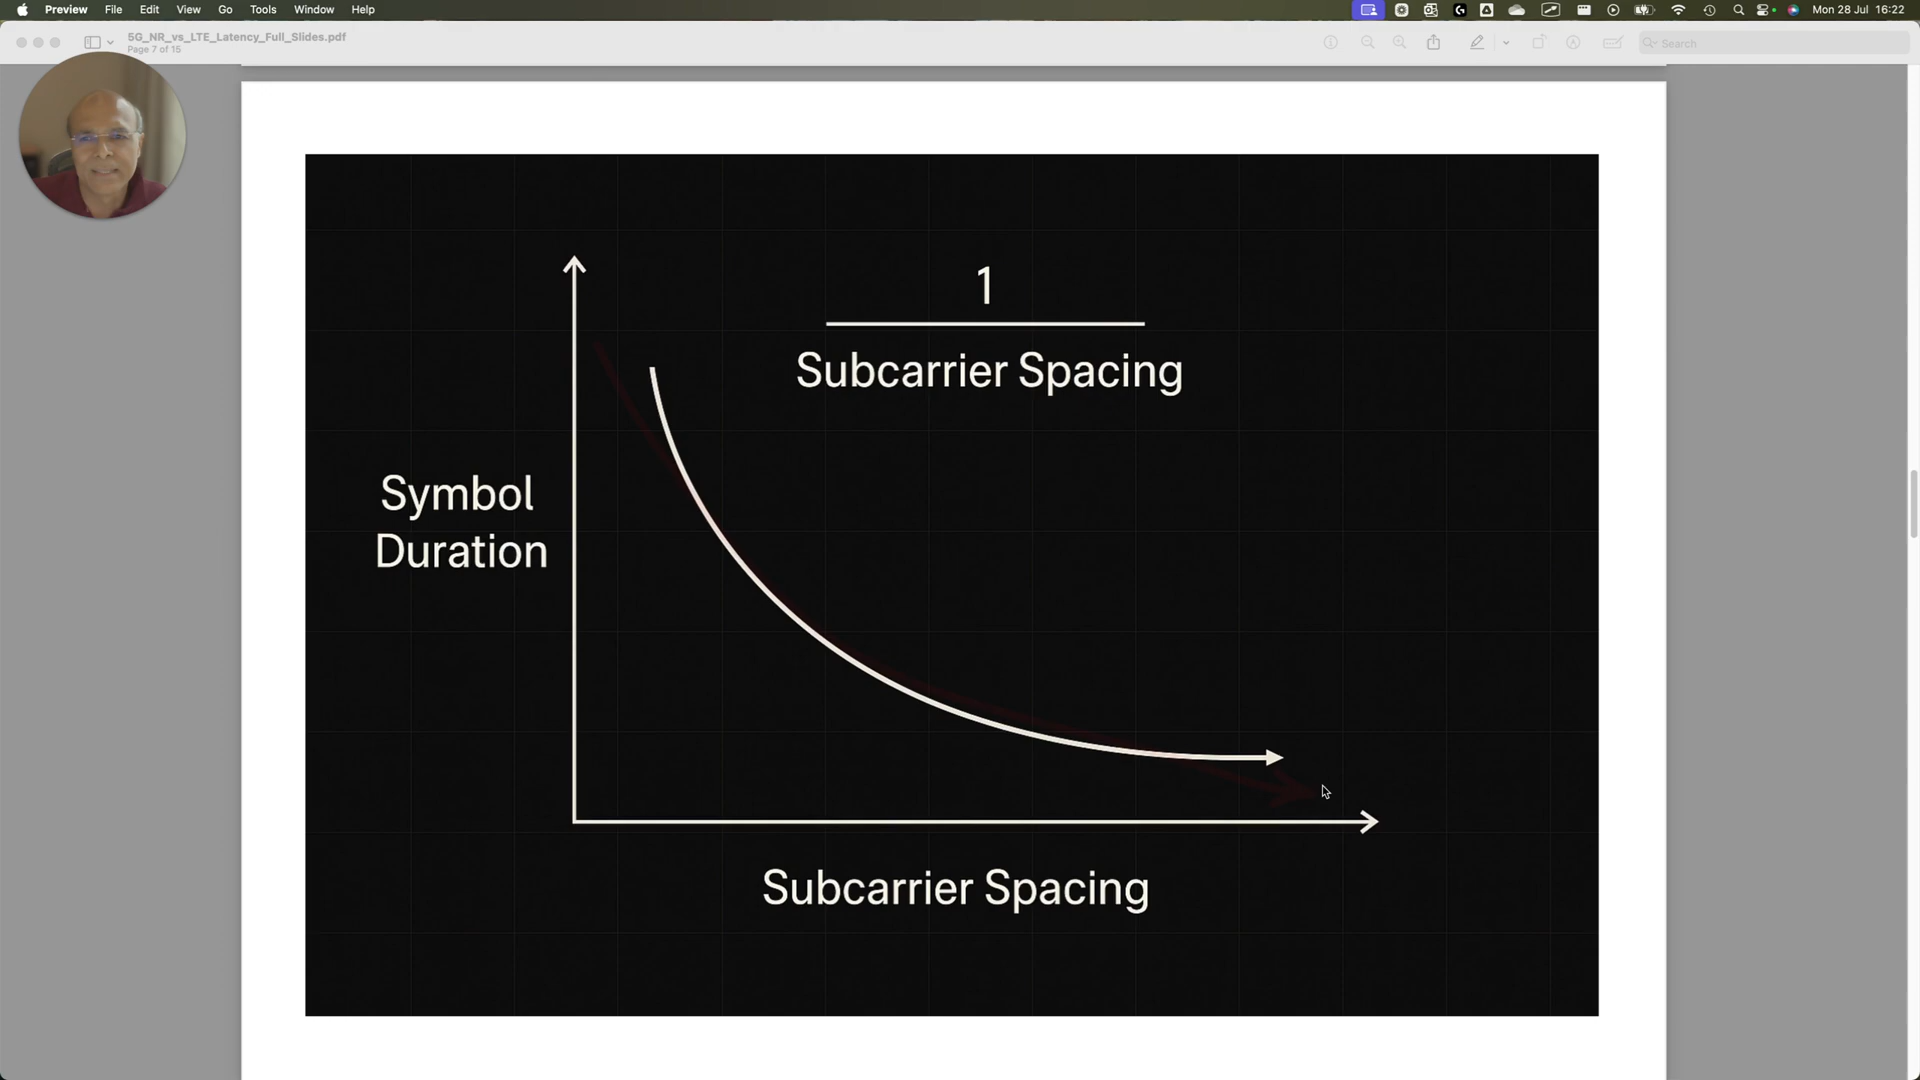 Preview File Edit View Go Tools Window Help
Mon 28 Jul 16:22
5G_NR_vs_LTE_Latency_Full_Slides.pdf
Page 7 of 15
Search
1
Subcarrier Spacing
Symbol
Duration
Subcarrier Spacing